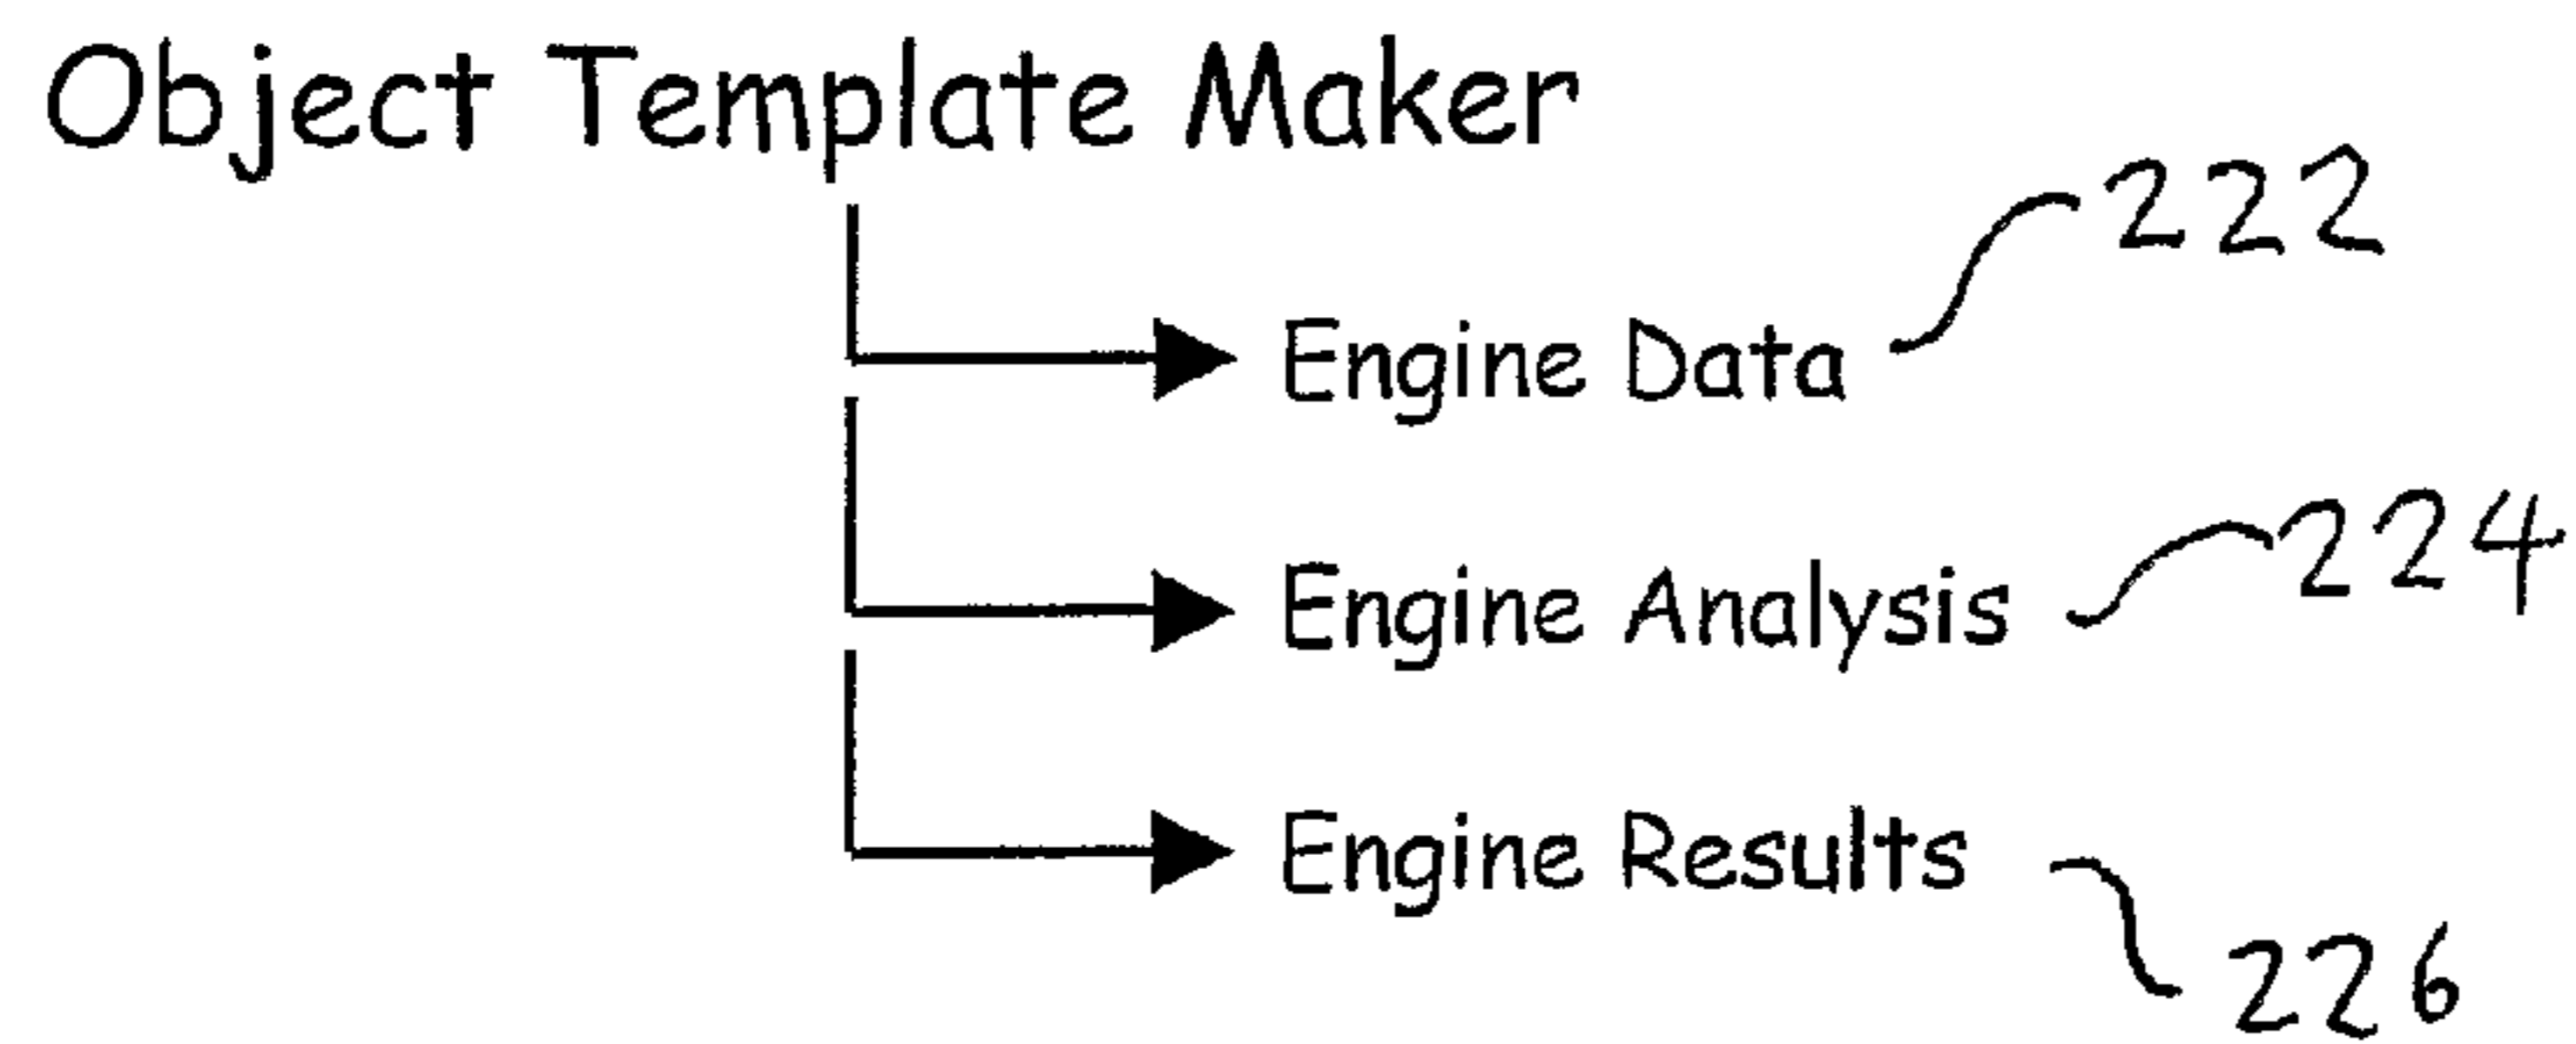 Object Template Maker
222
Engine Data
224
Engine Analysis
Engine Results
226